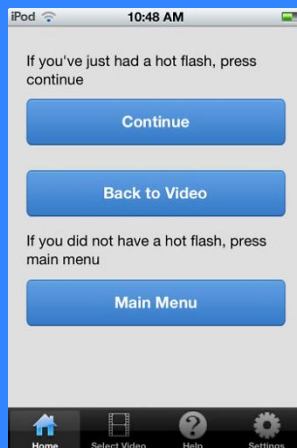 iPod 10:48 AM
If you've just had a hot flash, press
continue
Continue
Back to Video
If you did not have a hot flash, press
main menu
Main Menu
Home Select Video Help Settings